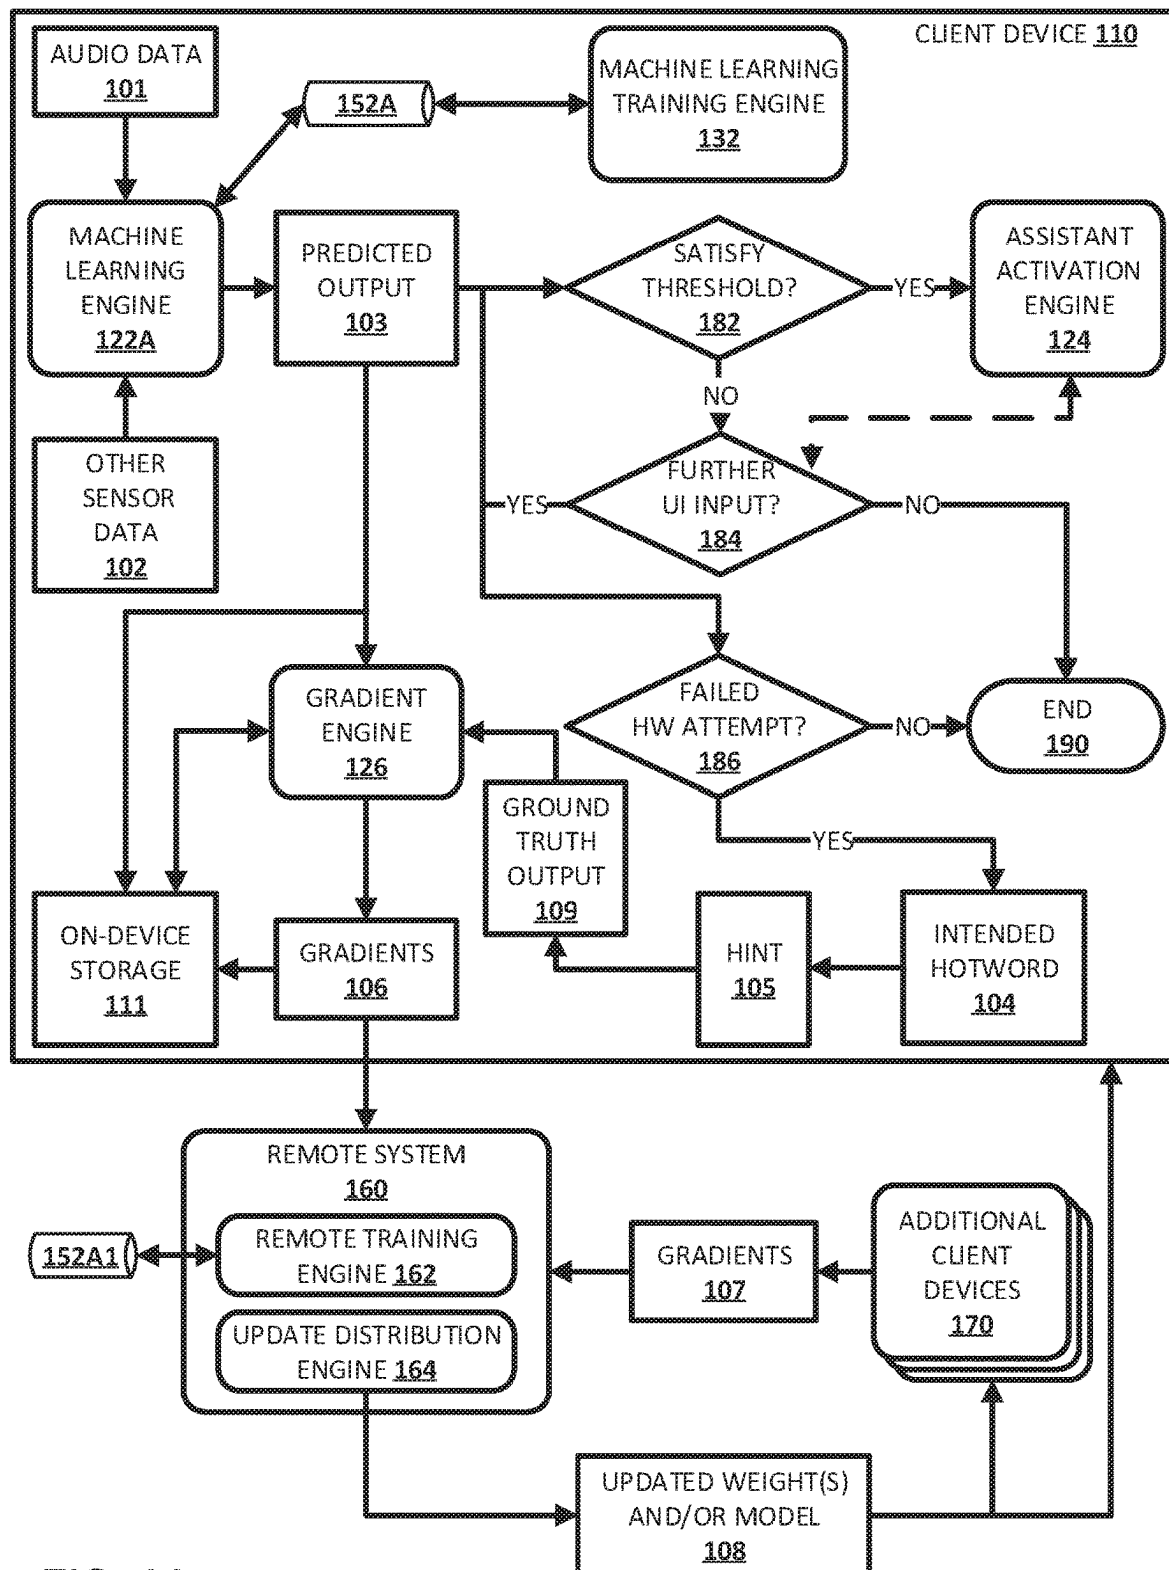 CLIENT DEVICE 110
AUDIO DATA
101
152A
MACHINE LEARNING
TRAINING ENGINE
132
MACHINE
LEARNING
ENGINE
122A
PREDICTED
OUTPUT
103
SATISFY
THRESHOLD?
182
YES
ASSISTANT
ACTIVATION
ENGINE
124
NO
OTHER
SENSOR
DATA
102
YES
FURTHER
UI INPUT?
184
NO
GRADIENT
ENGINE
126
FAILED
HW ATTEMPT?
186
NO
END
190
GROUND
TRUTH
OUTPUT
109
YES
ON-DEVICE
STORAGE
111
GRADIENTS
106
HINT
105
INTENDED
HOTWORD
104
REMOTE SYSTEM
160
152A1
REMOTE TRAINING
ENGINE 162
UPDATE DISTRIBUTION
ENGINE 164
GRADIENTS
107
ADDITIONAL
CLIENT
DEVICES
170
UPDATED WEIGHT(S)
AND/OR MODEL
108